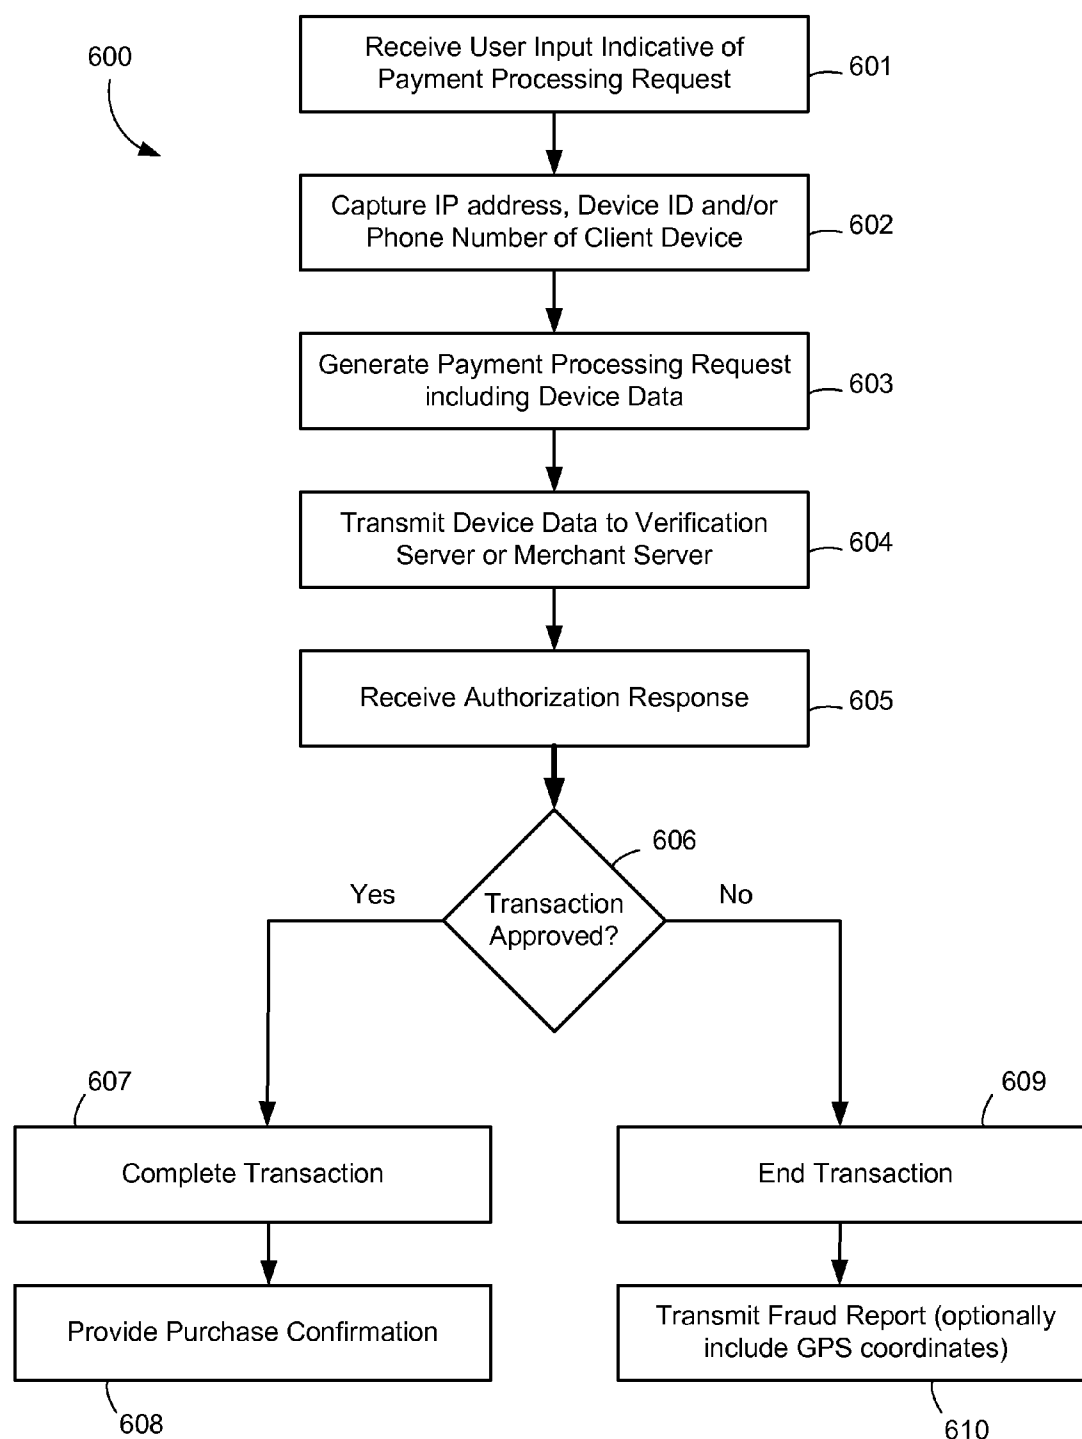 600
Receive User Input Indicative of
Payment Processing Request
601
Capture IP address, Device ID and/or
Phone Number of Client Device
602
Generate Payment Processing Request
including Device Data
603
Transmit Device Data to Verification
Server or Merchant Server
604
Receive Authorization Response
605
606
Transaction
Approved?
Yes
No
607
Complete Transaction
609
End Transaction
Provide Purchase Confirmation
608
Transmit Fraud Report (optionally
include GPS coordinates)
610